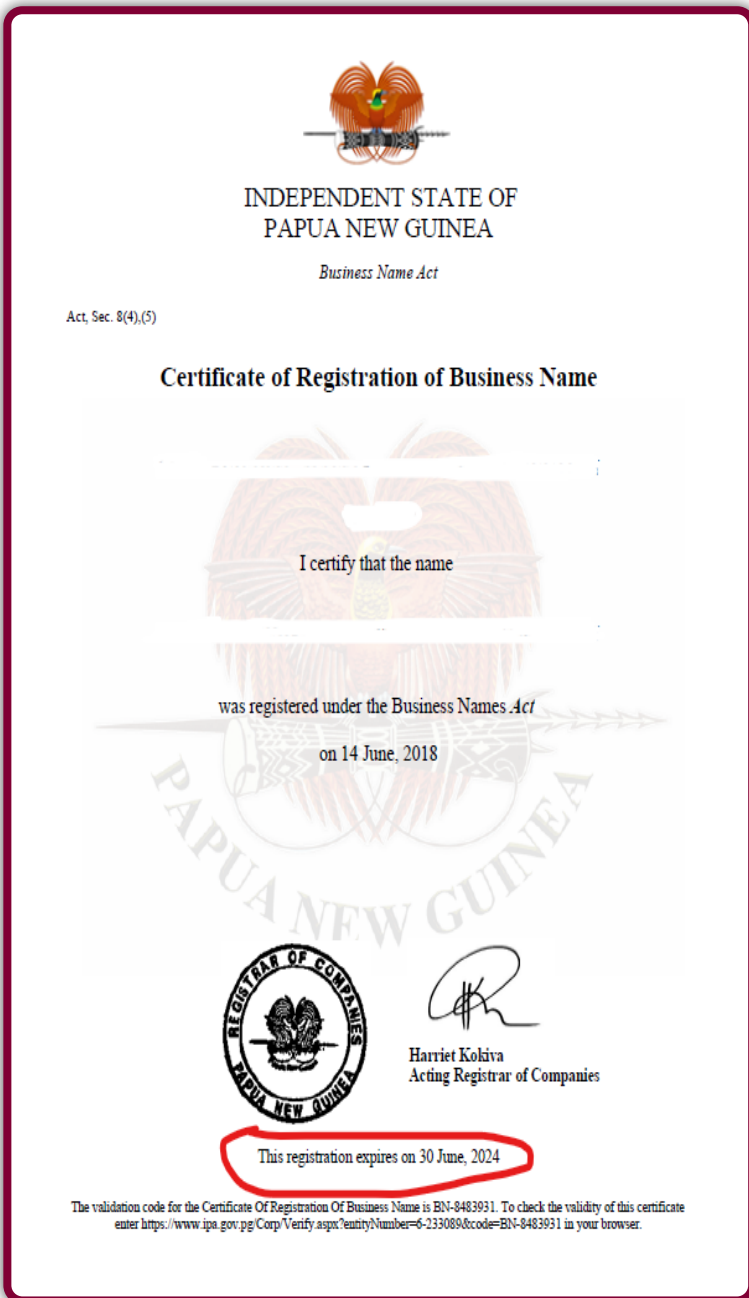 INDEPENDENT STATE OF
PAPUA NEW GUINEA
Business Name Act
Act, Sec. 8(4),(5)
Certificate of Registration of Business Name
I certify that the name
was registered under the Business Names Act
on 14 June, 2018
PAPUA NEW GUINEA
REGISTRAR OF COMPANIES
PAPUA NEW GUINEA
Harriet Kokiva
Acting Registrar of Companies
This registration expires on 30 June, 2024
The validation code for the Certificate Of Registration Of Business Name is BN-8483931. To check the validity of this certificate
enter https://www.ipa.gov.pg/Corp/Verify.aspx?entityNumber=6-233089&code=BN-8483931 in your browser.